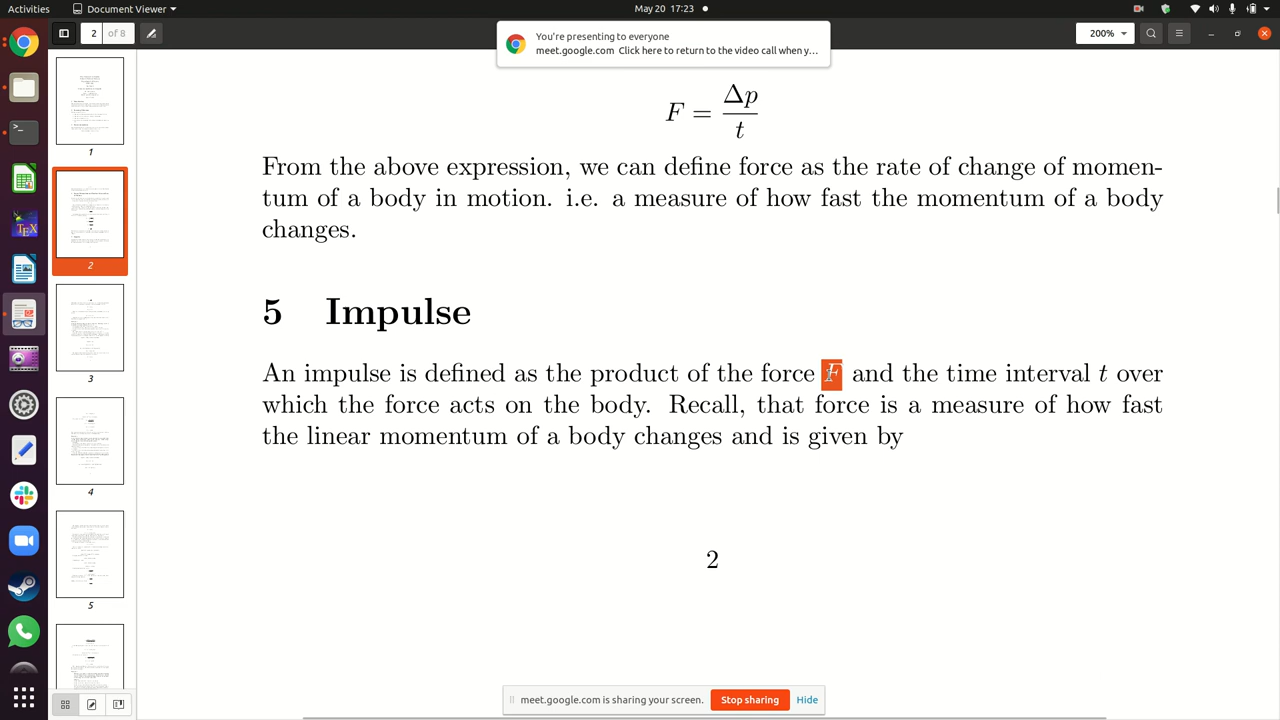 Activities
Document Viewer
May 20 17:23
2 of 8
200%
You're presenting to everyone
meet.google.com Click here to return to the video call when y…
1
2
3
4
5
F = Δp/t
From the above expression, we can define force as the rate of change of momen-
tum of a body in motion. i.e. a measure of how fast the momentum of a body
changes.
5 Impulse
An impulse is defined as the product of the force F and the time interval t over
which the force acts on the body. Recall, that force is a measure of how fast
the linear momentum of a body changes and is given by
2
meet.google.com is sharing your screen.
Stop sharing
Hide